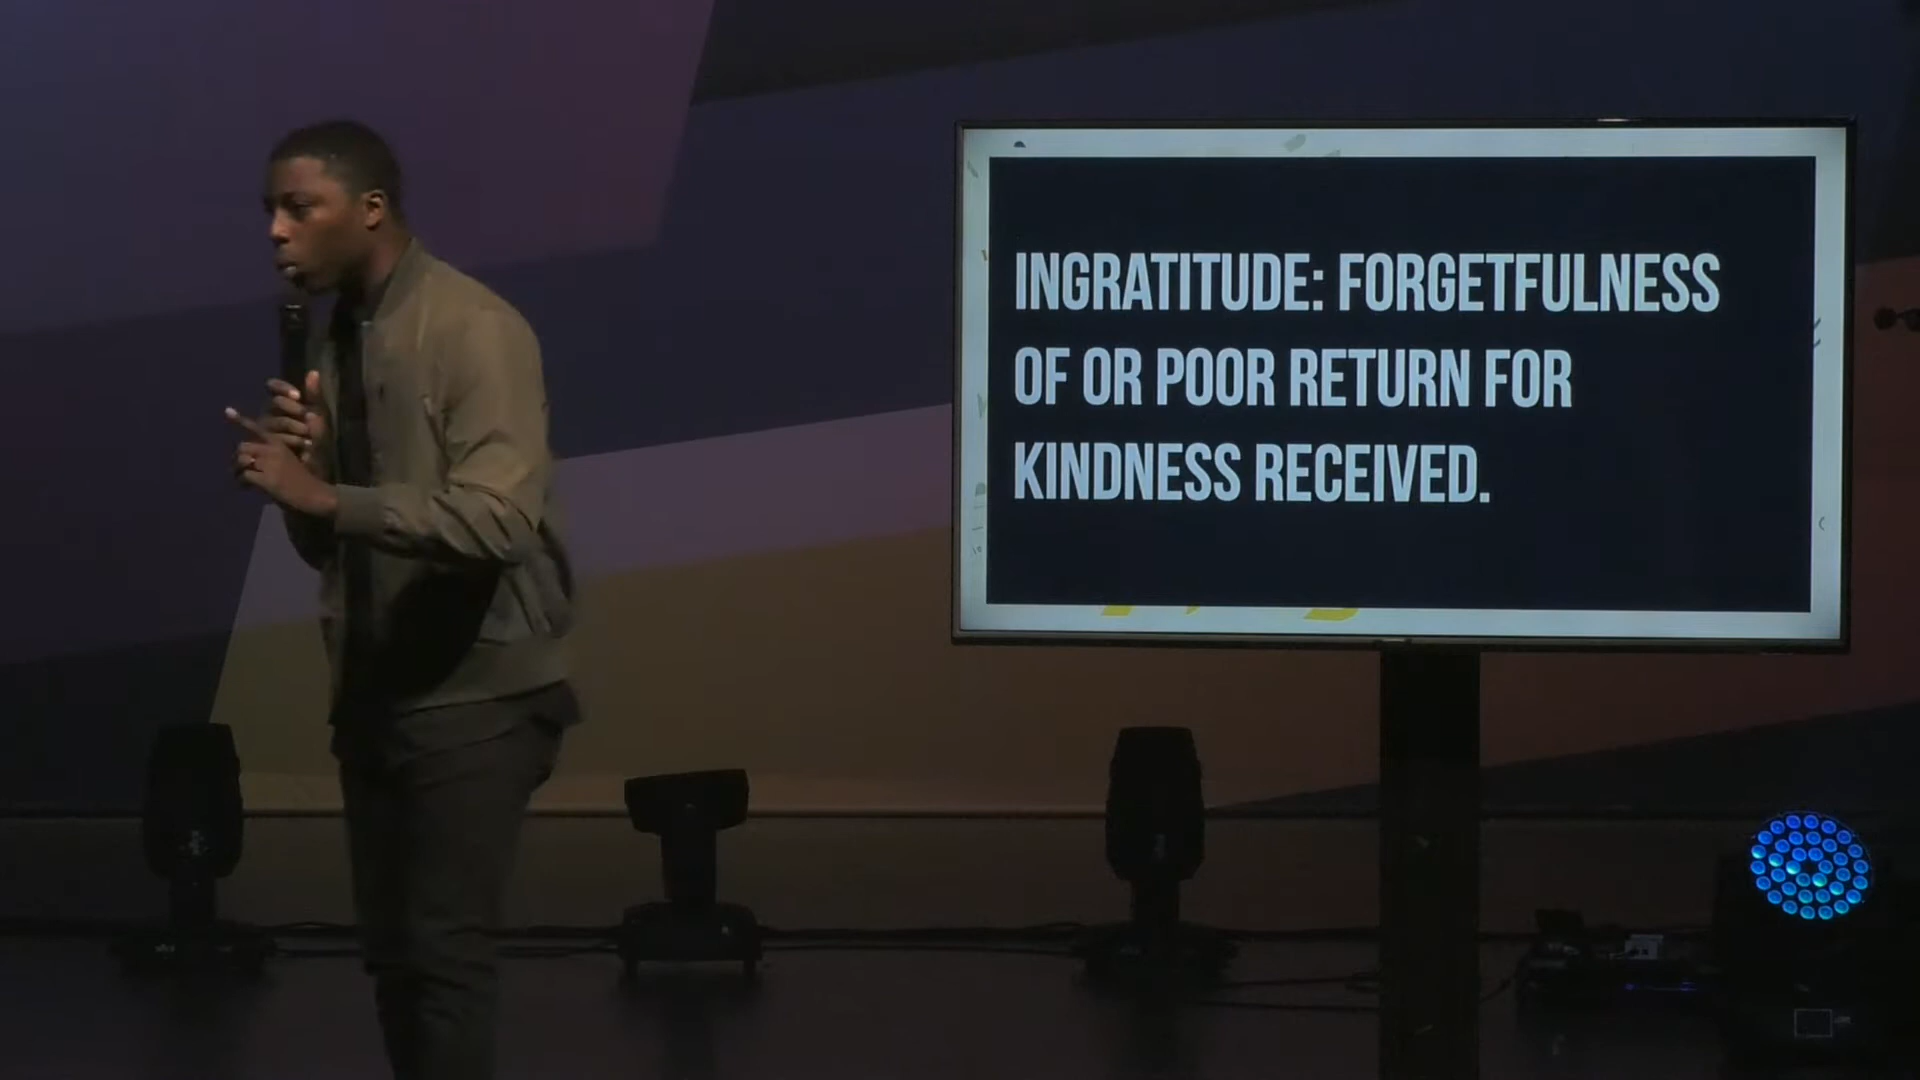 INGRATITUDE: FORGETFULNESS
OF OR POOR RETURN FOR
KINDNESS RECEIVED.